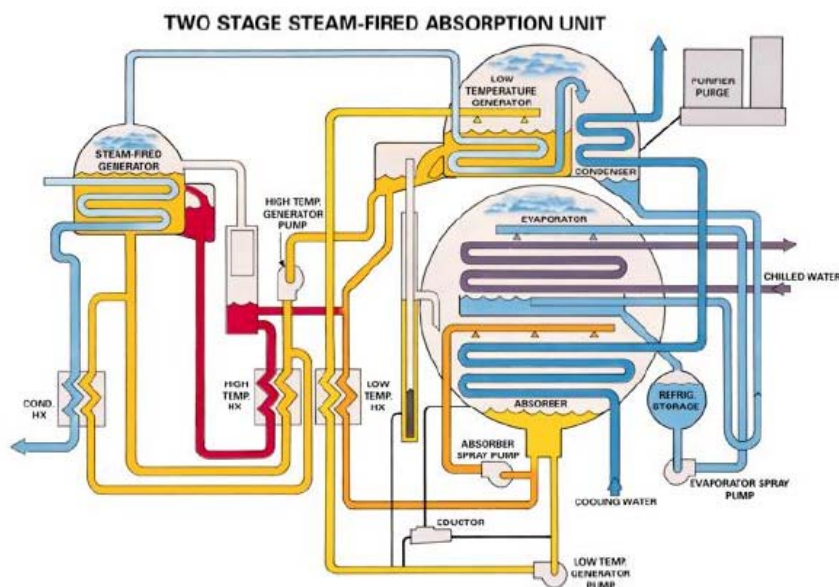 TWO STAGE STEAM-FIRED ABSORPTION UNIT
LOW
TEMPERATURE
GENERATOR
PURIFIER
PURGE
STEAM-FIRED
GENERATOR
CONDENSER
HIGH TEMP.
GENERATOR
PUMP
EVAPORATOR
CHILLED WATER
COND.
HX
HIGH
TEMP.
HX
LOW
TEMP.
HX
ABSORBER
REFRIG.
STORAGE
ABSORBER
SPRAY PUMP
EVAPORATOR SPRAY
PUMP
COOLING WATER
EDUCTOR
LOW TEMP.
GENERATOR PUMP